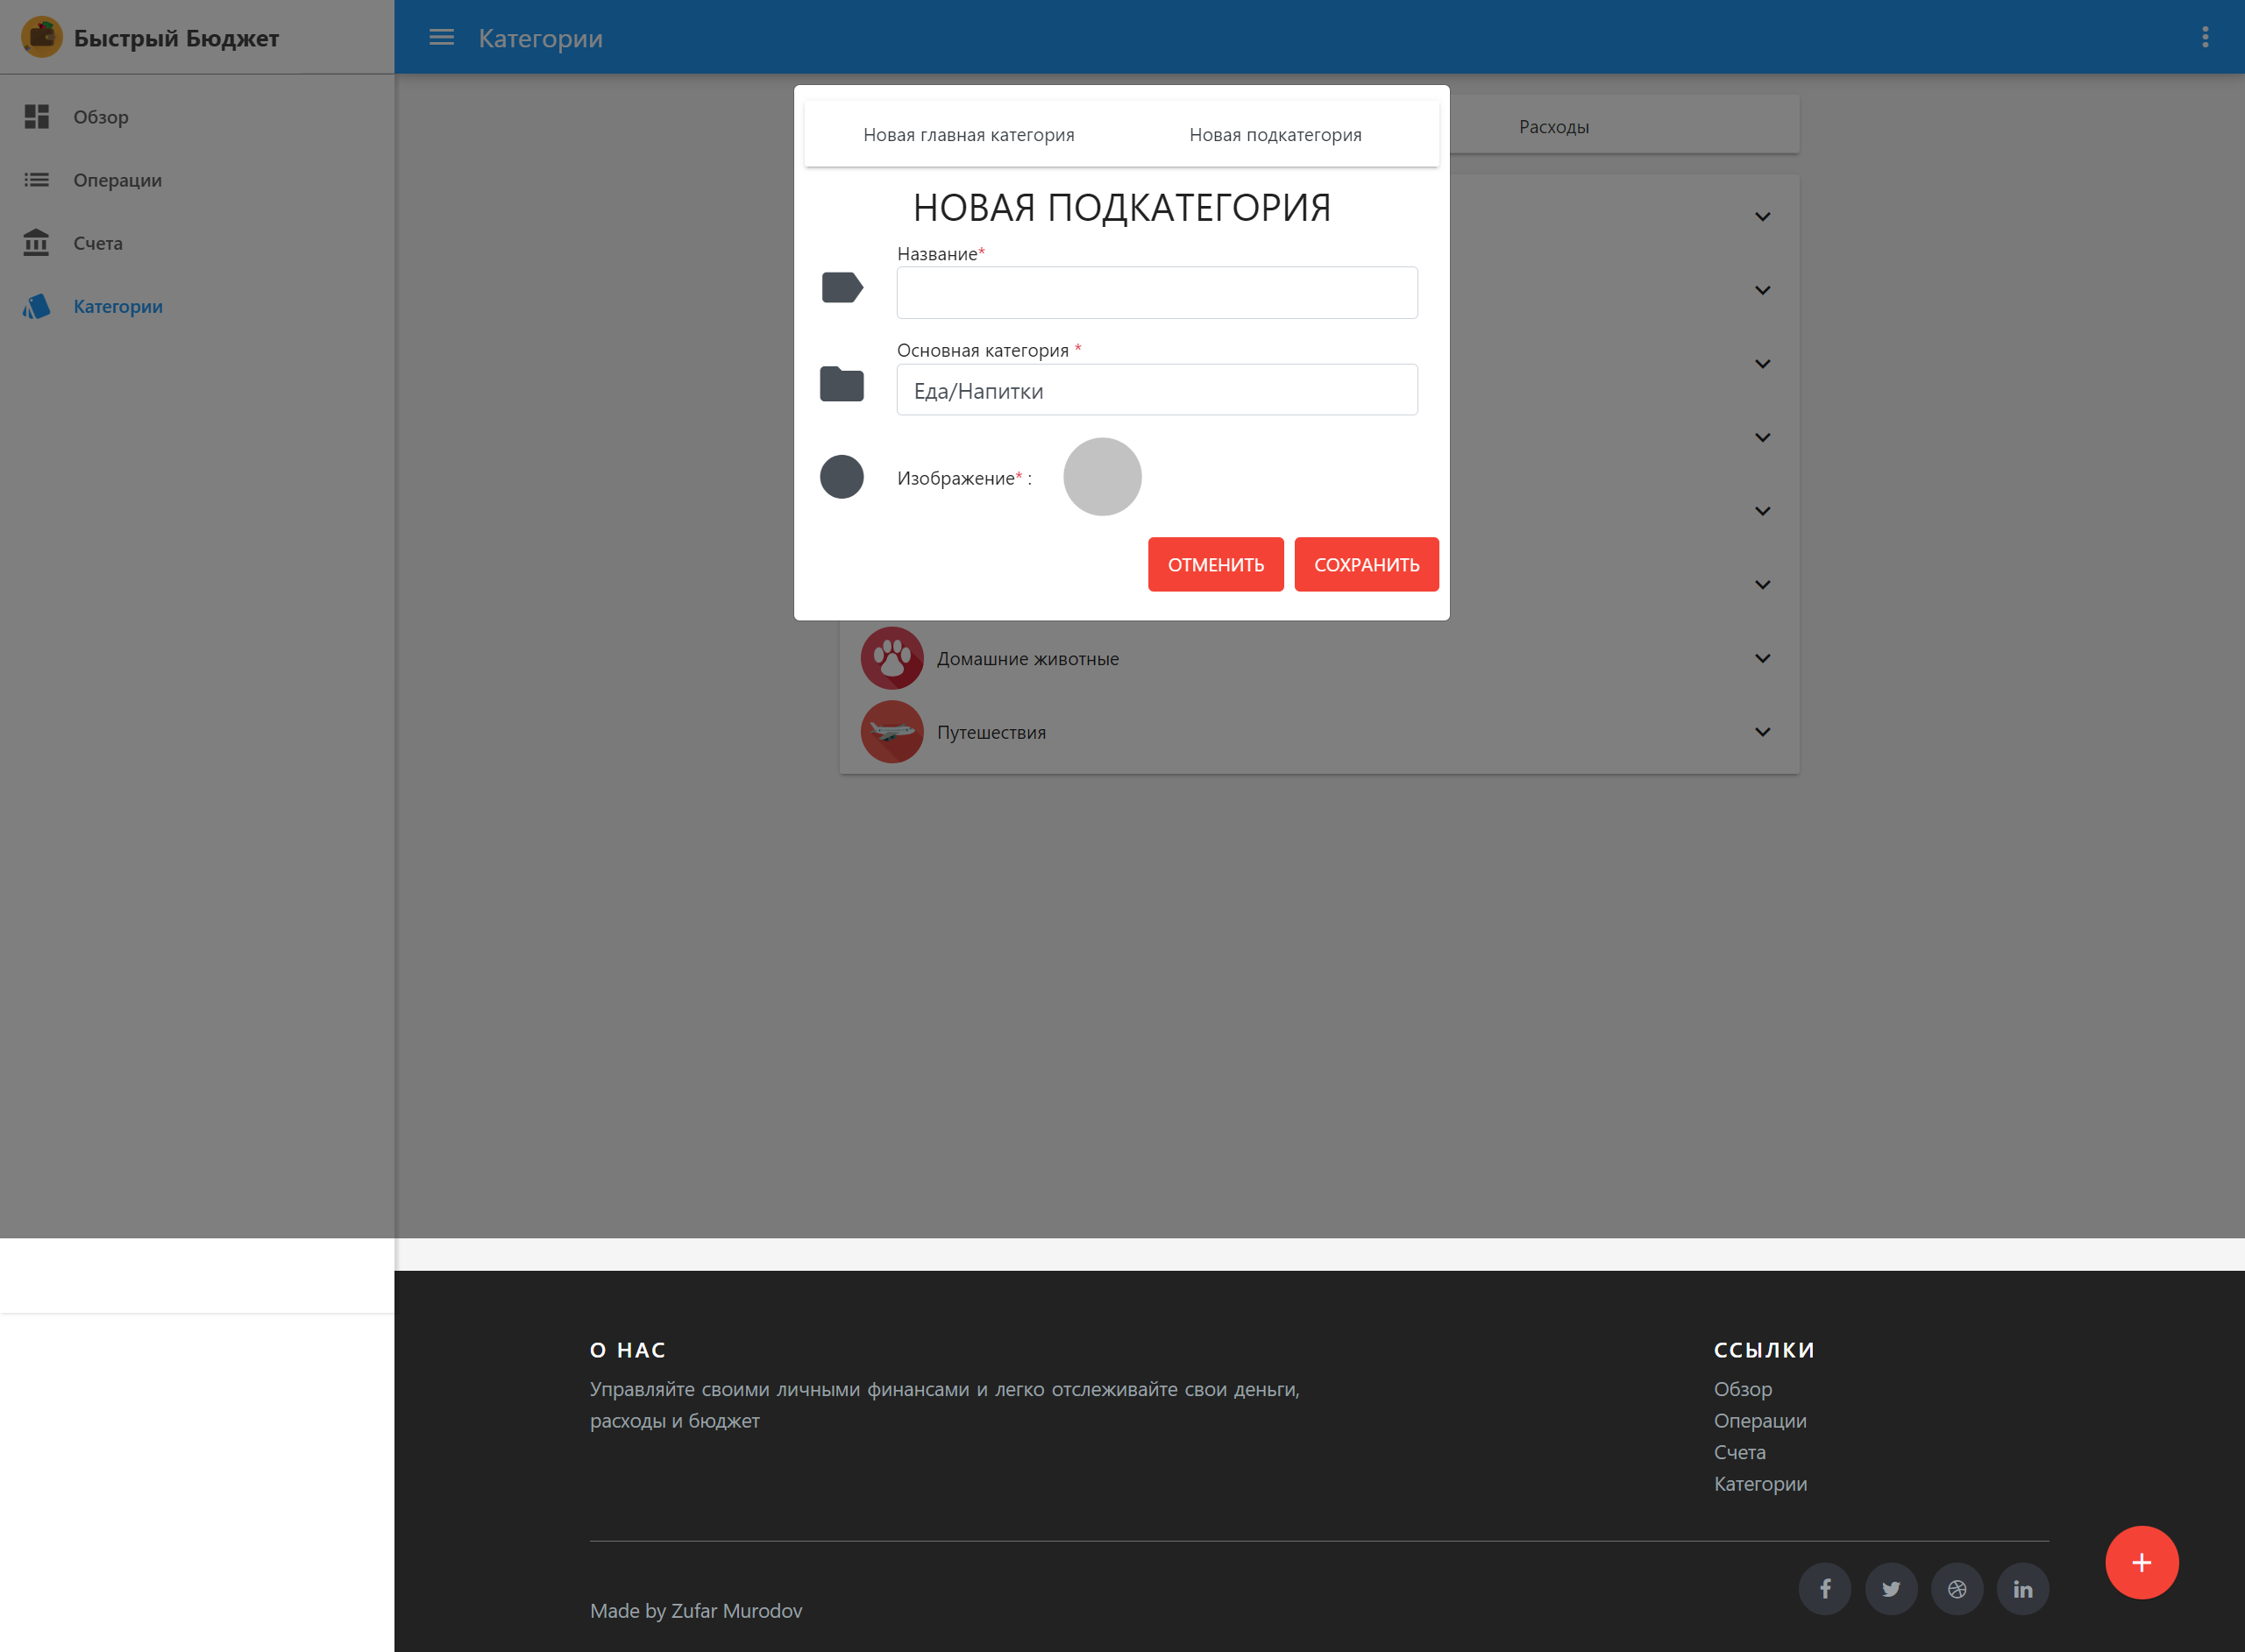 Быстрый Бюджет
Категории
Обзор
Операции
Счета
Категории
Расходы
Новая главная категория
Новая подкатегория
НОВАЯ ПОДКАТЕГОРИЯ
Название*
Основная категория *
Еда/Напитки
Изображение* :
ОТМЕНИТЬ
СОХРАНИТЬ
Домашние животные
Путешествия
О НАС
Управляйте своими личными финансами и легко отслеживайте свои деньги,
расходы и бюджет
ССЫЛКИ
Обзор
Операции
Счета
Категории
Made by Zufar Murodov